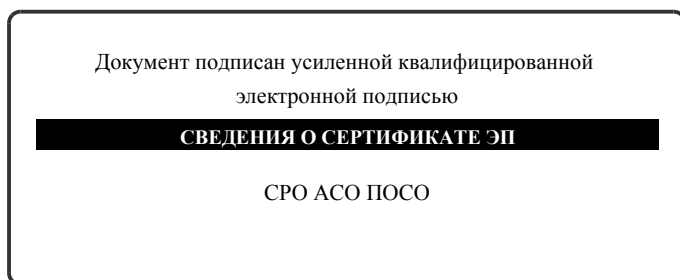 Документ подписан усиленной квалифицированной
электронной подписью
СВЕДЕНИЯ О СЕРТИФИКАТЕ ЭП
СРО АСО ПОСО